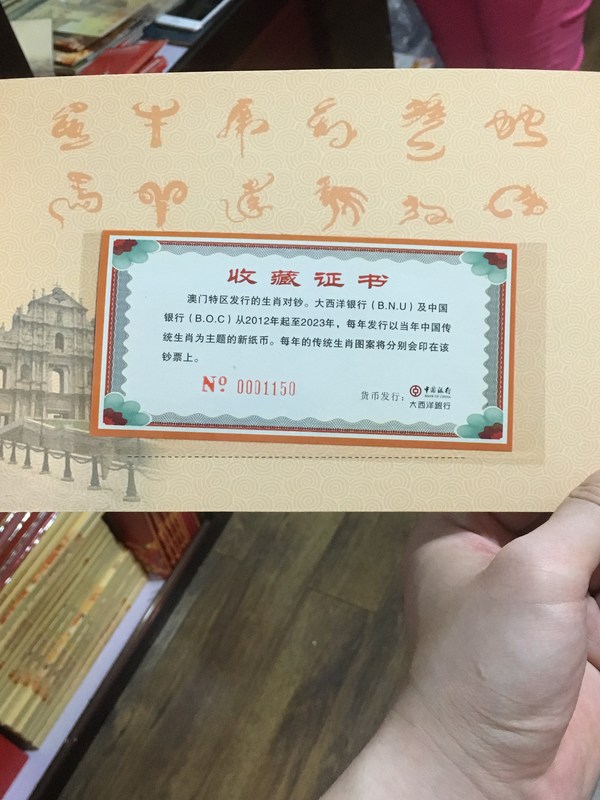 牛
马
收藏证书
澳门特区发行的生肖对钞。大西洋银行（B.N.U）及中国
银行（B.O.C）从2012年起至2023年，每年发行以当年中国传
统生肖为主题的新纸币。每年的传统生肖图案将分别会印在该
钞票上。
Nº 0001150
货币发行：
中国银行
BANK OF CHINA
大西洋銀行